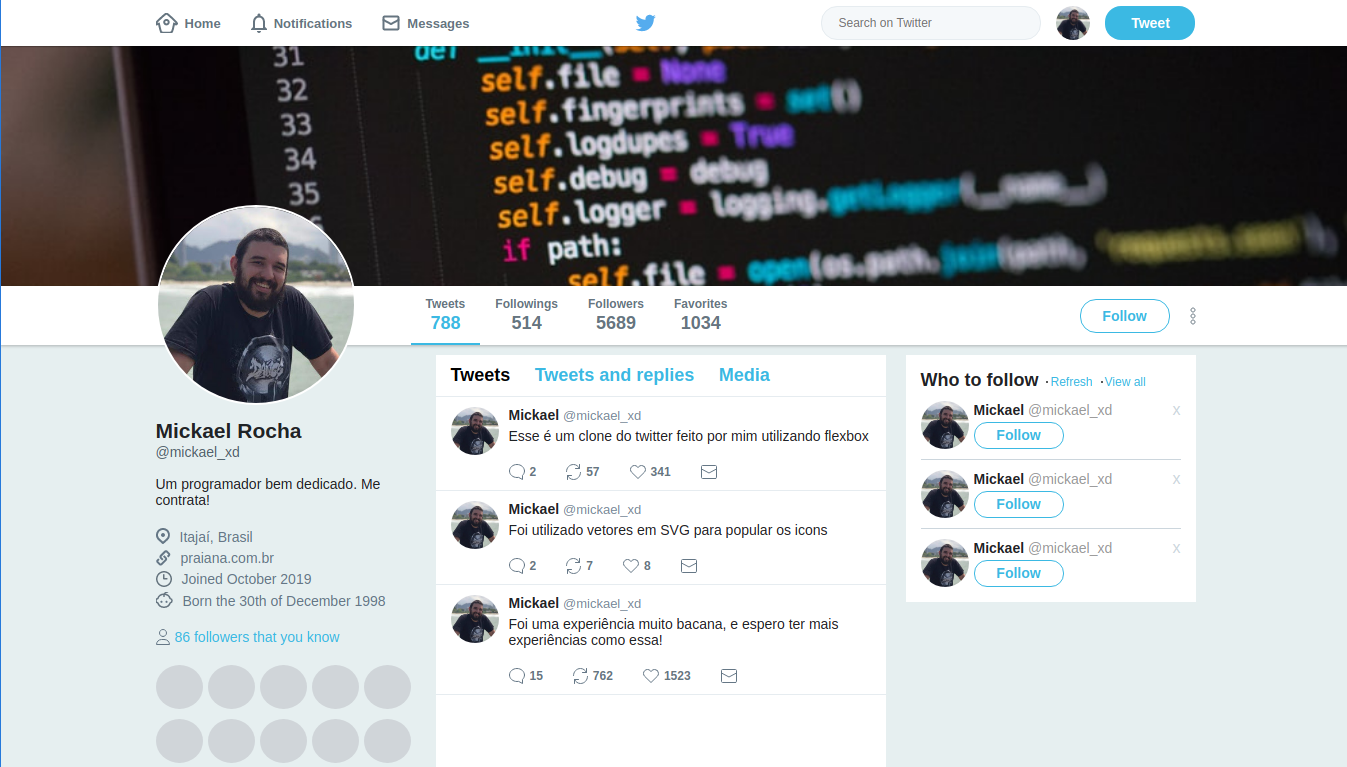 Home
Notifications
Messages
Search on Twitter
Tweet
31
32
33
34
35
def __init__(self,
self.file = None
self.fingerprints = set()
self.logdupes = True
self.debug = debug
self.logger = logging.getLogger(__name__)
if path:
self.file = open(os.path.join(path,
Tweets
788
Followings
514
Followers
5689
Favorites
1034
Follow
Mickael Rocha
@mickael_xd
Um programador bem dedicado. Me
contrata!
Itajaí, Brasil
praiana.com.br
Joined October 2019
Born the 30th of December 1998
86 followers that you know
Tweets
Tweets and replies
Media
Mickael @mickael_xd
Esse é um clone do twitter feito por mim utilizando flexbox
2 57 341
Mickael @mickael_xd
Foi utilizado vetores em SVG para popular os icons
2 7 8
Mickael @mickael_xd
Foi uma experiência muito bacana, e espero ter mais
experiências como essa!
15 762 1523
Who to follow ·Refresh ·View all
Mickael @mickael_xd X
Follow
Mickael @mickael_xd X
Follow
Mickael @mickael_xd X
Follow